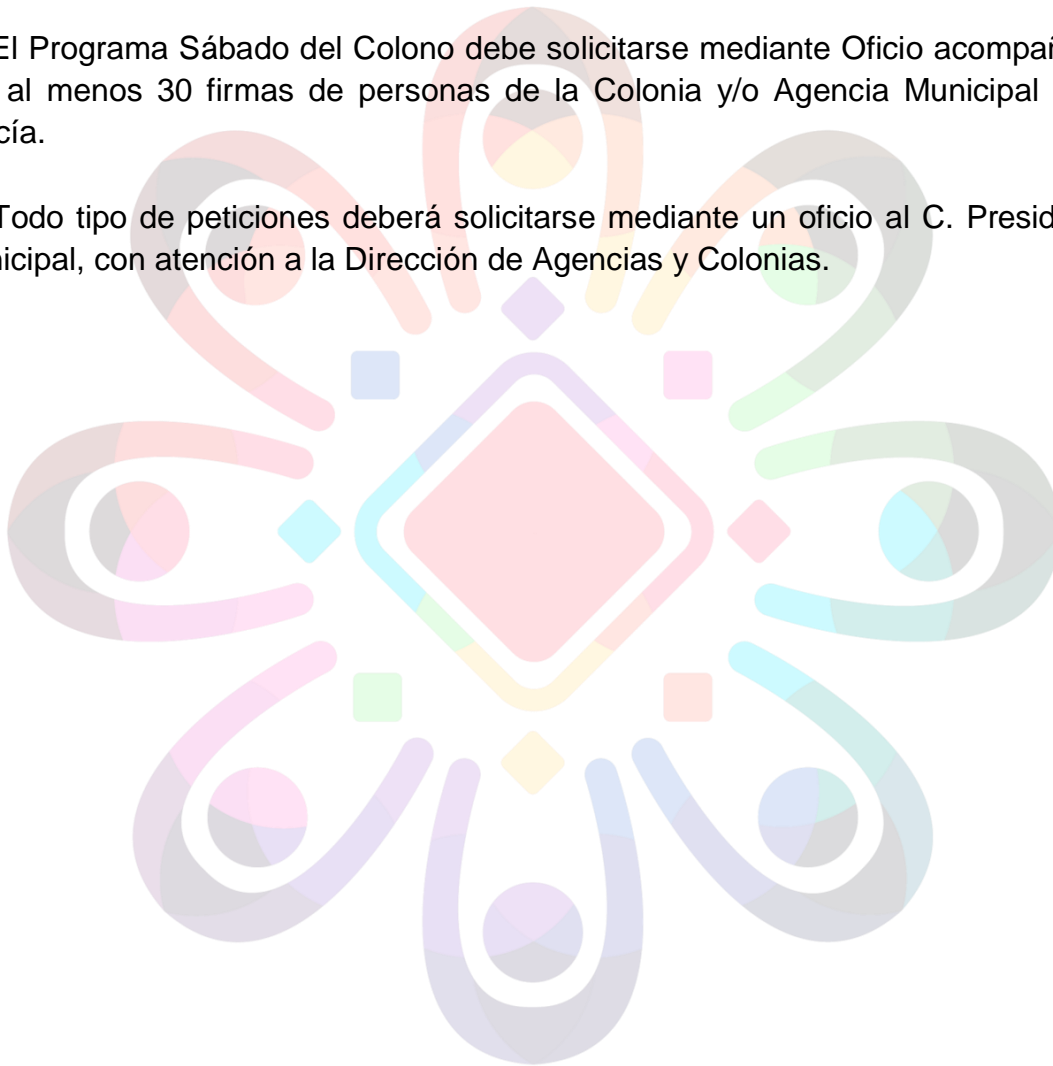 El Programa Sábado del Colono debe solicitarse mediante Oficio acompañ
al menos 30 firmas de personas de la Colonia y/o Agencia Municipal
cía.
Todo tipo de peticiones deberá solicitarse mediante un oficio al C. Presid
nicipal, con atención a la Dirección de Agencias y Colonias.